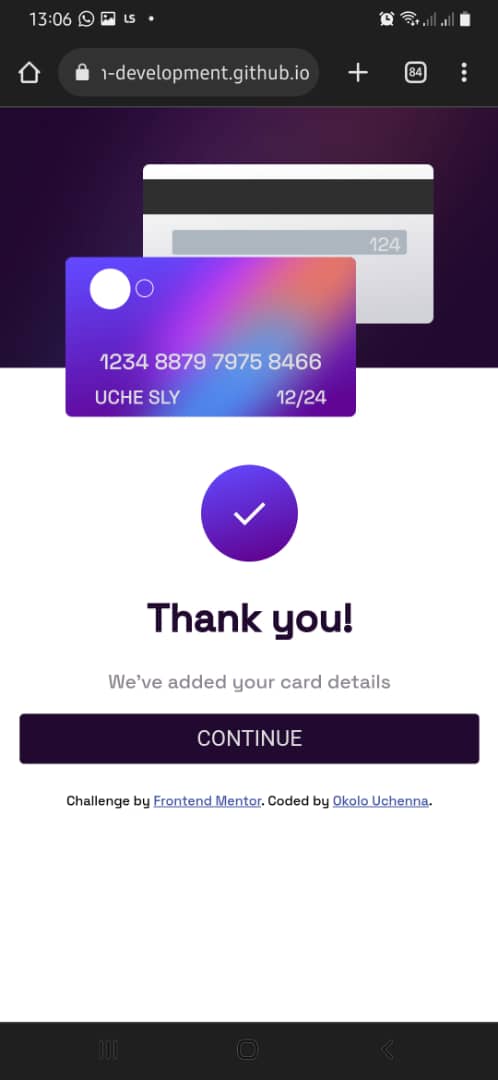 13:06 LS
ı-development.github.io
84
124
1234 8879 7975 8466
UCHE SLY 12/24
Thank you!
We've added your card details
CONTINUE
Challenge by Frontend Mentor. Coded by Okolo Uchenna.